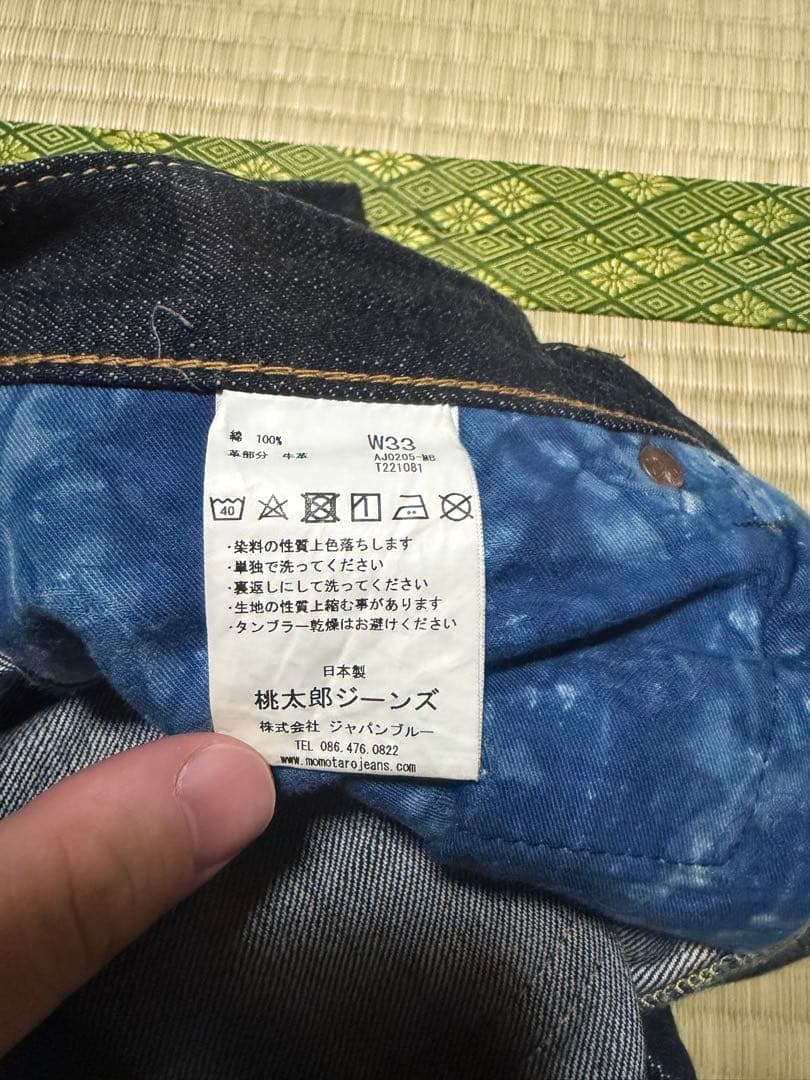 綿 100%
革部分 牛革
W33
AJ0205-MB
T221081
40
・染料の性質上色落ちします
・単独で洗ってください
・裏返しにして洗ってください
・生地の性質上縮む事があります
・タンブラー乾燥はお避けください
日本製
桃太郎ジーンズ
株式会社 ジャパンブルー
TEL 086.476.0822
www.momotarojeans.com